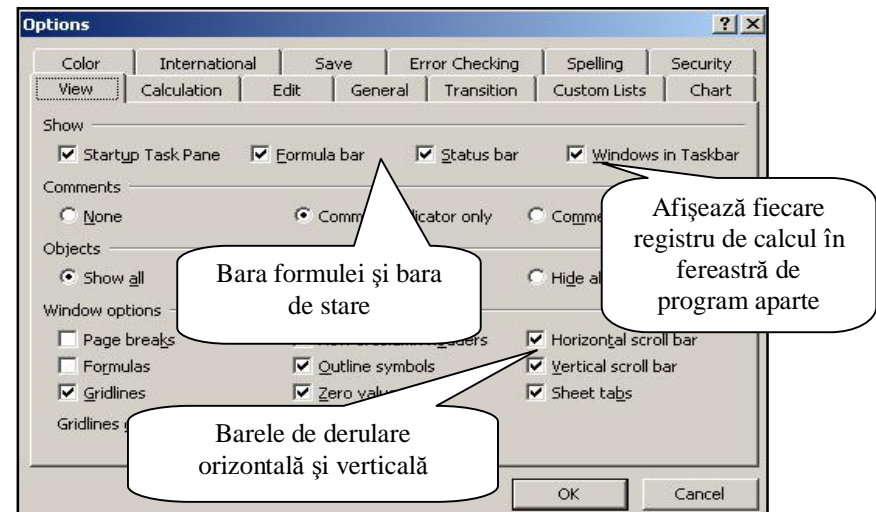 Options
Color International Save Error Checking Spelling Security
View Calculation Edit General Transition Custom Lists Chart
Show
Startup Task Pane Formula bar Status bar Windows in Taskbar
Comments
None
only
Objects
Show all
Window options
Page breaks Horizontal scroll bar
Formulas Outline symbols Vertical scroll bar
Gridlines Zero Sheet tabs
Gridlines
OK Cancel
Bara formulei şi bara
de stare
Afişează fiecare
registru de calcul în
fereastră de
program aparte
Barele de derulare
orizontală şi verticală